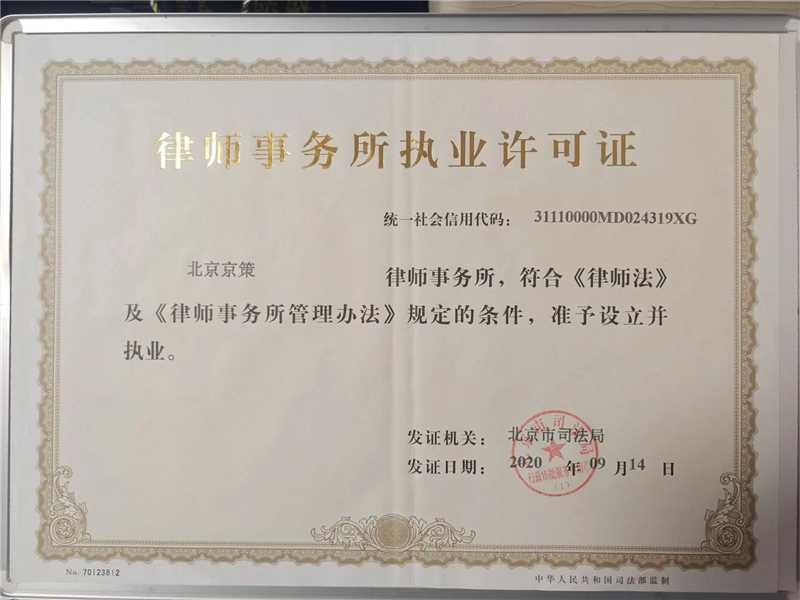 律师事务所执业许可证
统一社会信用代码： 31110000MD024319XG
北京京策 律师事务所，符合《律师法》
及《律师事务所管理办法》规定的条件，准予设立并
执业。
发证机关： 北京市司法局
发证日期： 2020 年 09 月 14 日
No. 70123812
中华人民共和国司法部监制